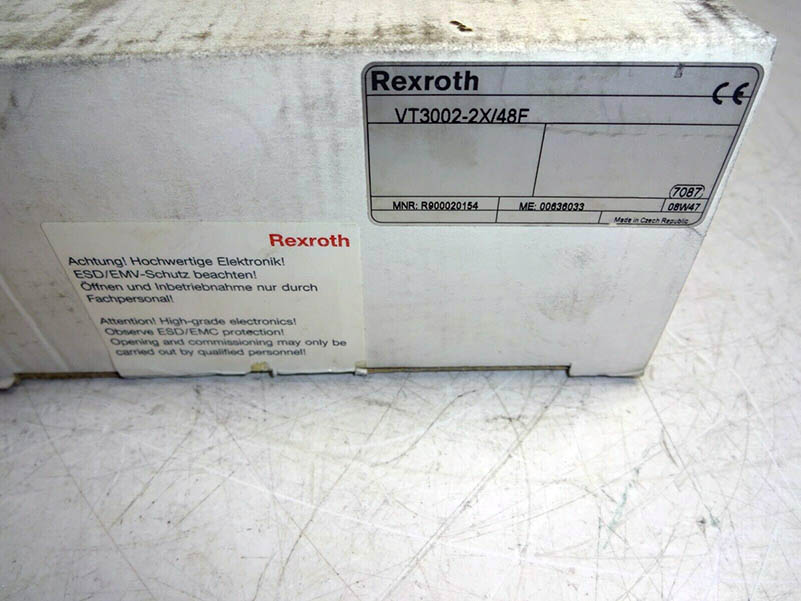 Rexroth
CE
VT3002-2X/48F
7087
MNR: R900020154 ME: 00636033 08W47
Made in Czech Republic
Rexroth
Achtung! Hochwertige Elektronik!
ESD/EMV-Schutz beachten!
Öffnen und Inbetriebnahme nur durch
Fachpersonal!
Attention! High-grade electronics!
Observe ESD/EMC protection!
Opening and commissioning may only be
carried out by qualified personnel!